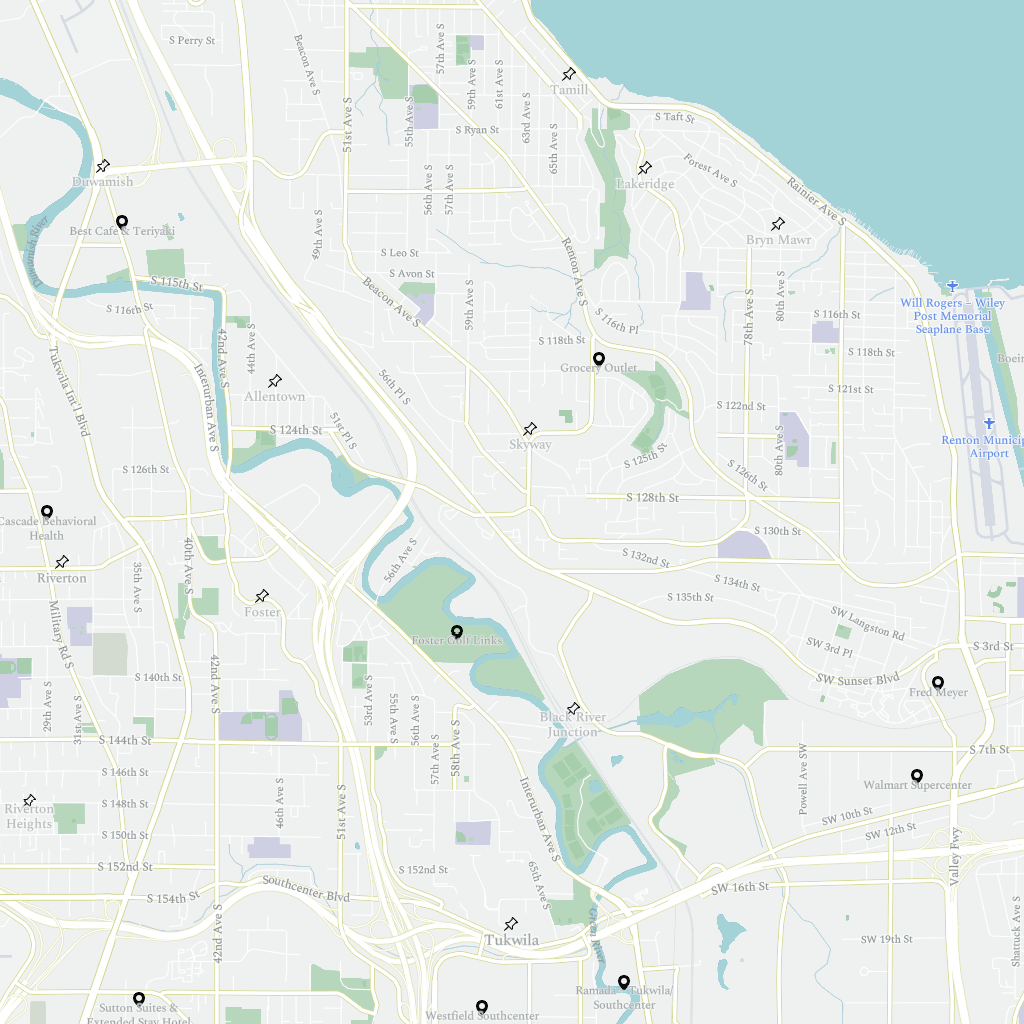 S Perry St
Beacon Ave S
57th Ave S
59th Ave S
61st Ave S
Tamill
55th Ave S
51st Ave S
63rd Ave S
65th Ave S
S Taft St
S Ryan St
Duwamish
56th Ave S
57th Ave S
Lakeridge
Forest Ave S
Rainier Ave S
Best Cafe & Teriyaki
49th Ave S
Bryn Mawr
Duwamish River
S Leo St
S Avon St
Renton Ave S
S 115th St
S 116th St
Beacon Ave S
59th Ave S
S 116th Pl
78th Ave S
80th Ave S
S 116th St
Will Rogers – Wiley
Post Memorial
Seaplane Base
42nd Ave S
44th Ave S
S 118th St
S 118th St
Grocery Outlet
Tukwila Int'l Blvd
Interurban Ave S
Allentown
56th Pl S
S 121st St
S 122nd St
51st Pl S
S 124th St
Skyway
80th Ave S
Renton Municip
Airport
S 125th St
S 126th St
S 126th St
S 128th St
Cascade Behavioral
Health
S 130th St
40th Ave S
S 132nd St
56th Ave S
35th Ave S
Riverton
S 134th St
S 135th St
Foster
Military Rd S
Foster Golf Links
SW Langston Rd
SW 3rd Pl
S 3rd St
S 140th St
42nd Ave S
SW Sunset Blvd
Fred Meyer
29th Ave S
31st Ave S
53rd Ave S
55th Ave S
56th Ave S
Black River
Junction
S 144th St
57th Ave S
58th Ave S
S 7th St
S 146th St
Walmart Supercenter
Powell Ave SW
S 148th St
46th Ave S
51st Ave S
Interurban Ave S
Riverton
Heights
S 150th St
SW 10th St
SW 12th St
S 152nd St
S 152nd St
Valley Fwy
Southcenter Blvd
65th Ave S
SW 16th St
S 154th St
42nd Ave S
Tukwila
Green River
SW 19th St
Shattuck Ave S
Ramada – Tukwila/
Southcenter
Sutton Suites &
Extended Stay Hotel
Westfield Southcenter